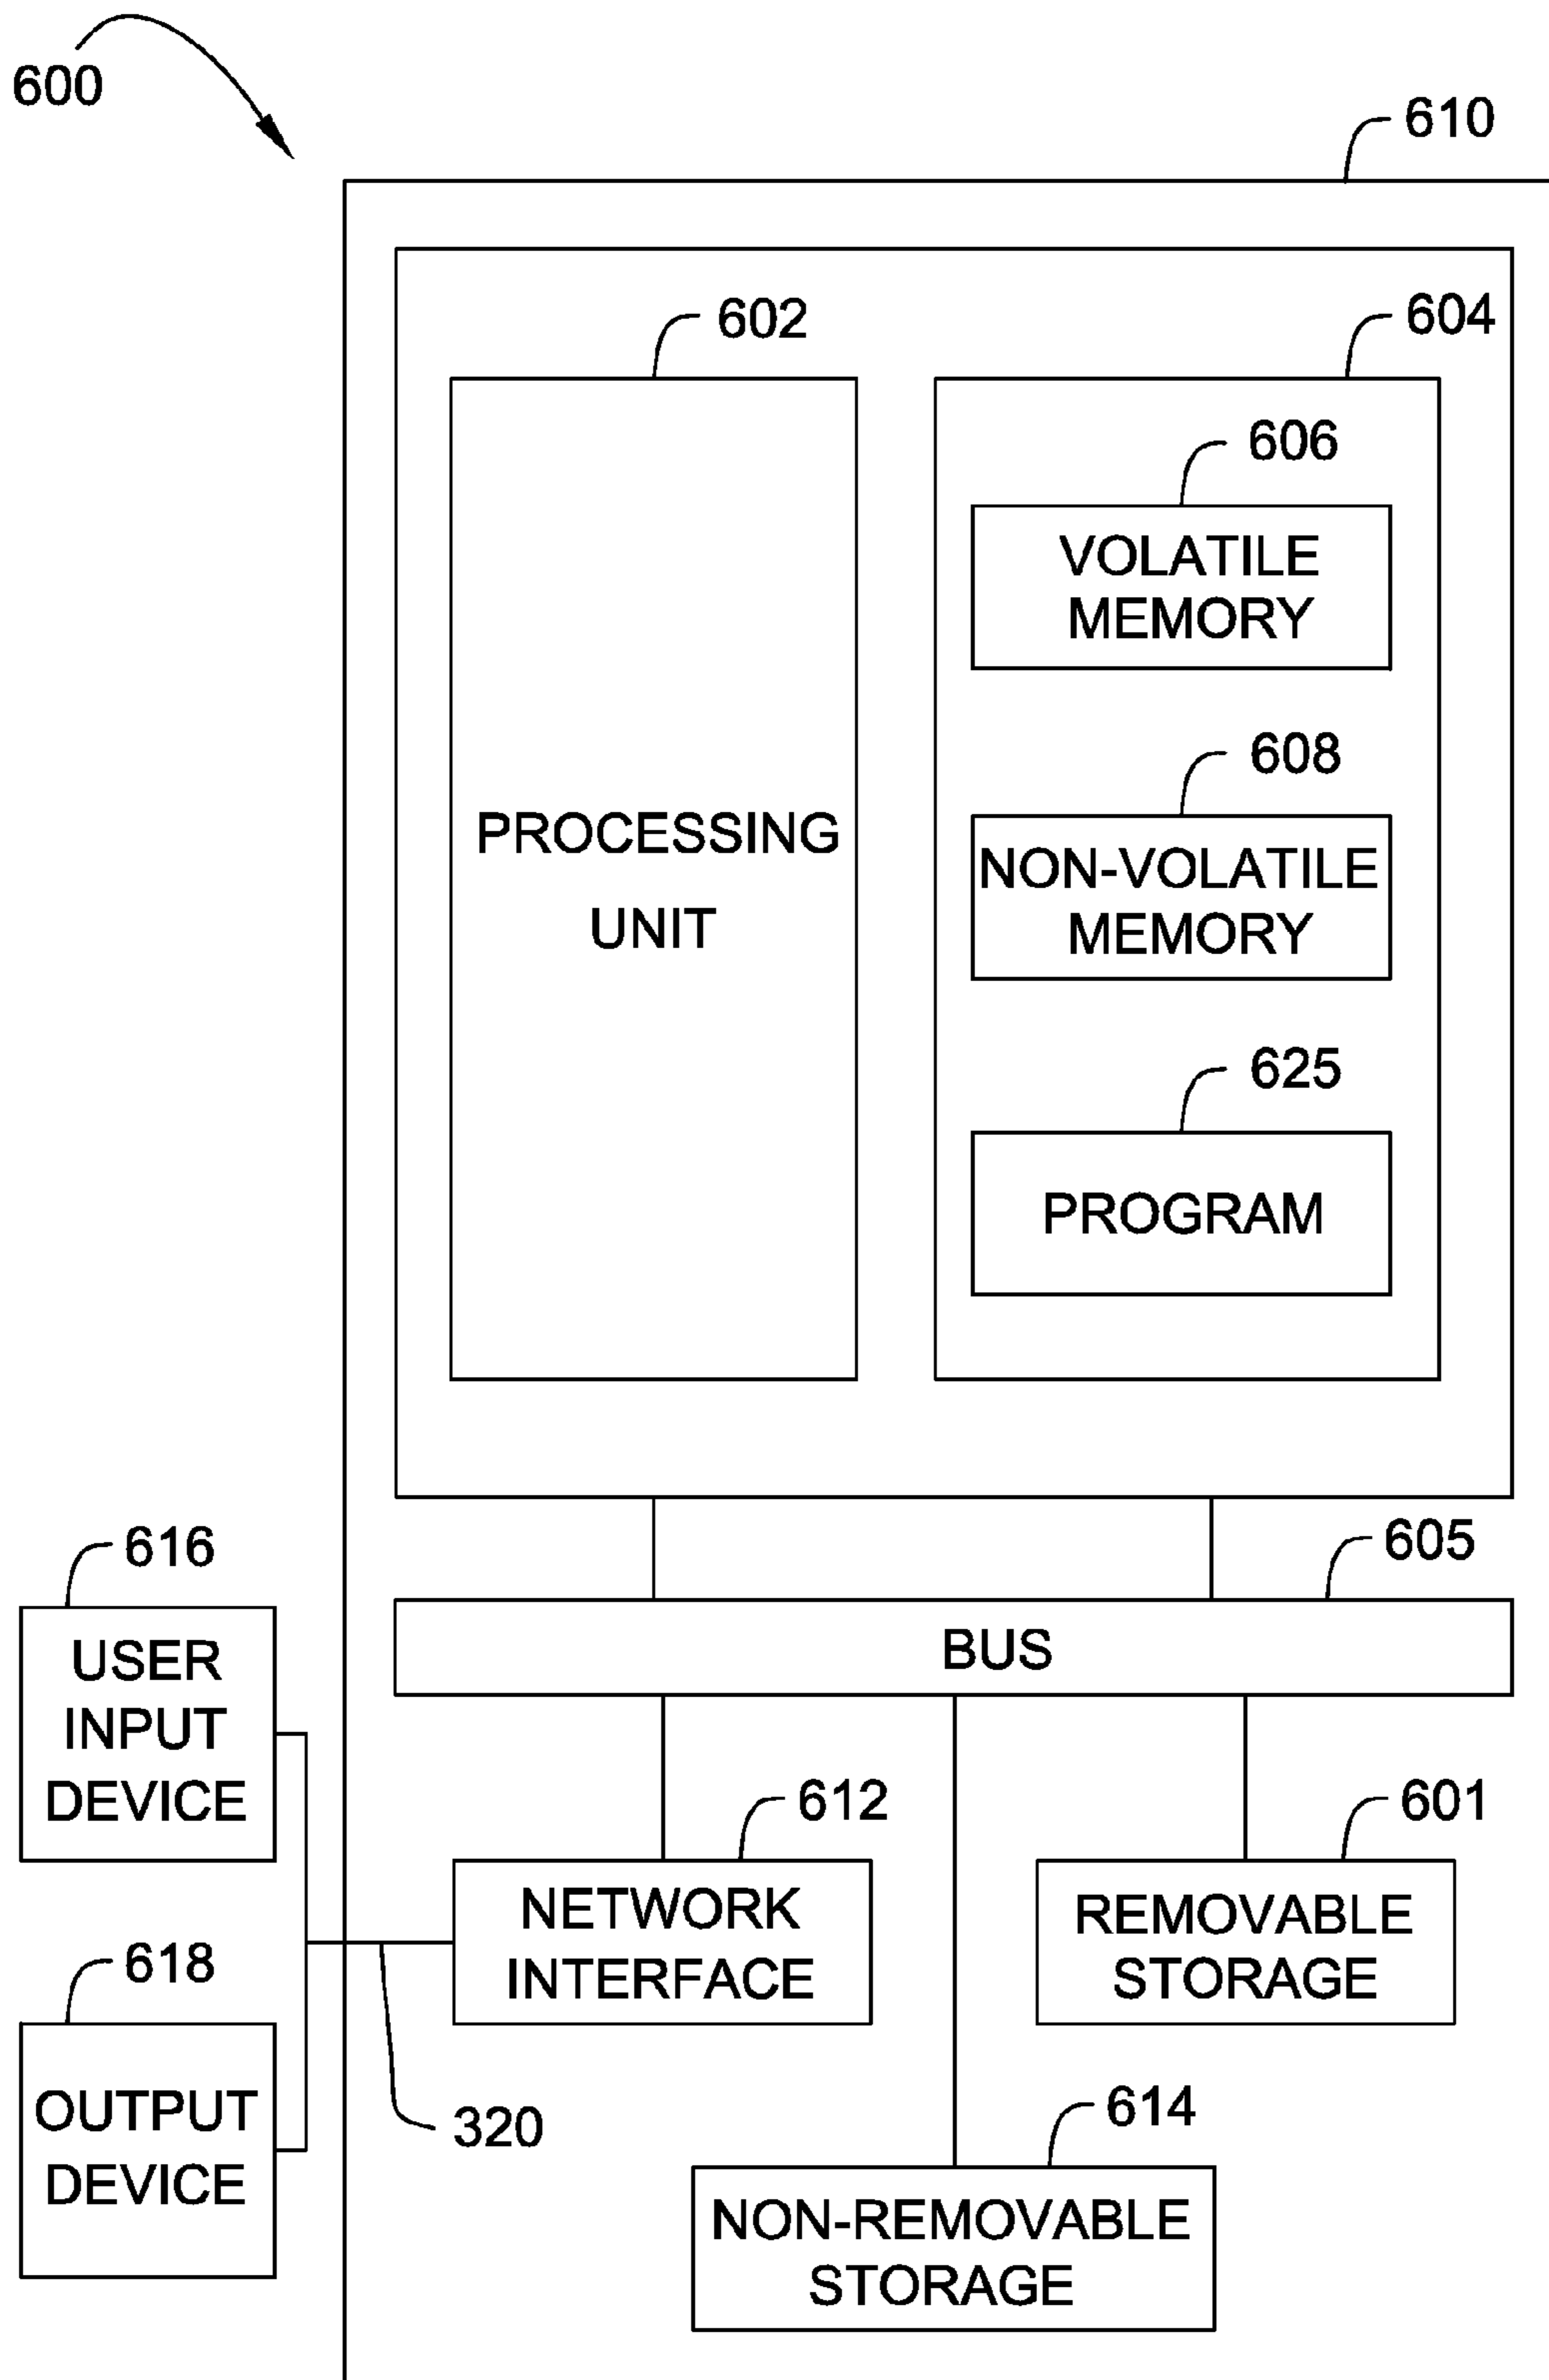 600
610
602
604
606
VOLATILE
MEMORY
608
NON-VOLATILE
MEMORY
PROCESSING
UNIT
625
PROGRAM
605
BUS
616
USER
INPUT
DEVICE
612
NETWORK
INTERFACE
601
REMOVABLE
STORAGE
618
OUTPUT
DEVICE
320
614
NON-REMOVABLE
STORAGE